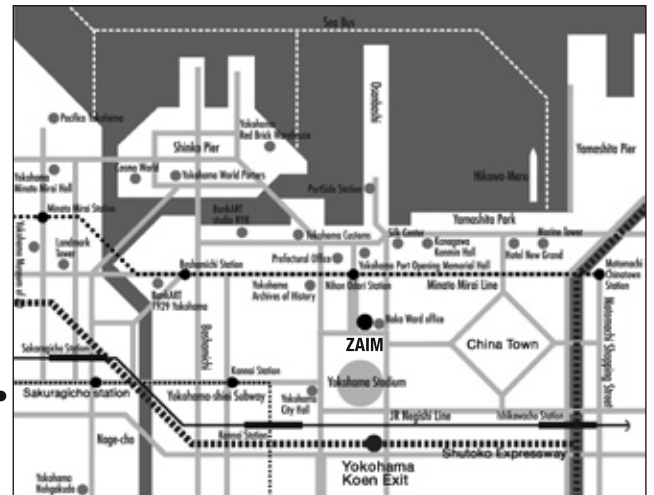 Sea Bus
Pacifico Yokohama
Yokohama
Red Brick Warehouse
Shinko Pier
Osanbashi
Yamashita Pier
Cosmo World
Yokohama World Porters
Yokohama
Minato Mirai Hall
Hikawa-Maru
PortSide Station
Minato Mirai Station
BankART
studio NYK
Yokohama Customs
Yamashita Park
Silk Center
Kanagawa
Kenmin Hall
Hotel New Grand
Marine Tower
Landmark
Tower
Yokohama Museum of
Prefectural Office
Yokohama Port Opening Memorial Hall
Bashamichi Station
Nihon Odori Station
Minato Mirai Line
Motomachi
Chinatown
Station
BankART
1929 Yokohama
Yokohama
Archives of History
Bashamichi
Naka Ward office
ZAIM
China Town
Motomachi Shopping Street
Sakuragicho Station
Kannai Station
Yokohama Stadium
Sakuragicho station
Yokohama-shiei Subway
Yokohama
City Hall
JR Negishi Line
Ishikawacho Station
Noge-cho
Kannai Station
Shutoko Expressway
Yokohama
Koen Exit
Yokohama
Nohgakudo